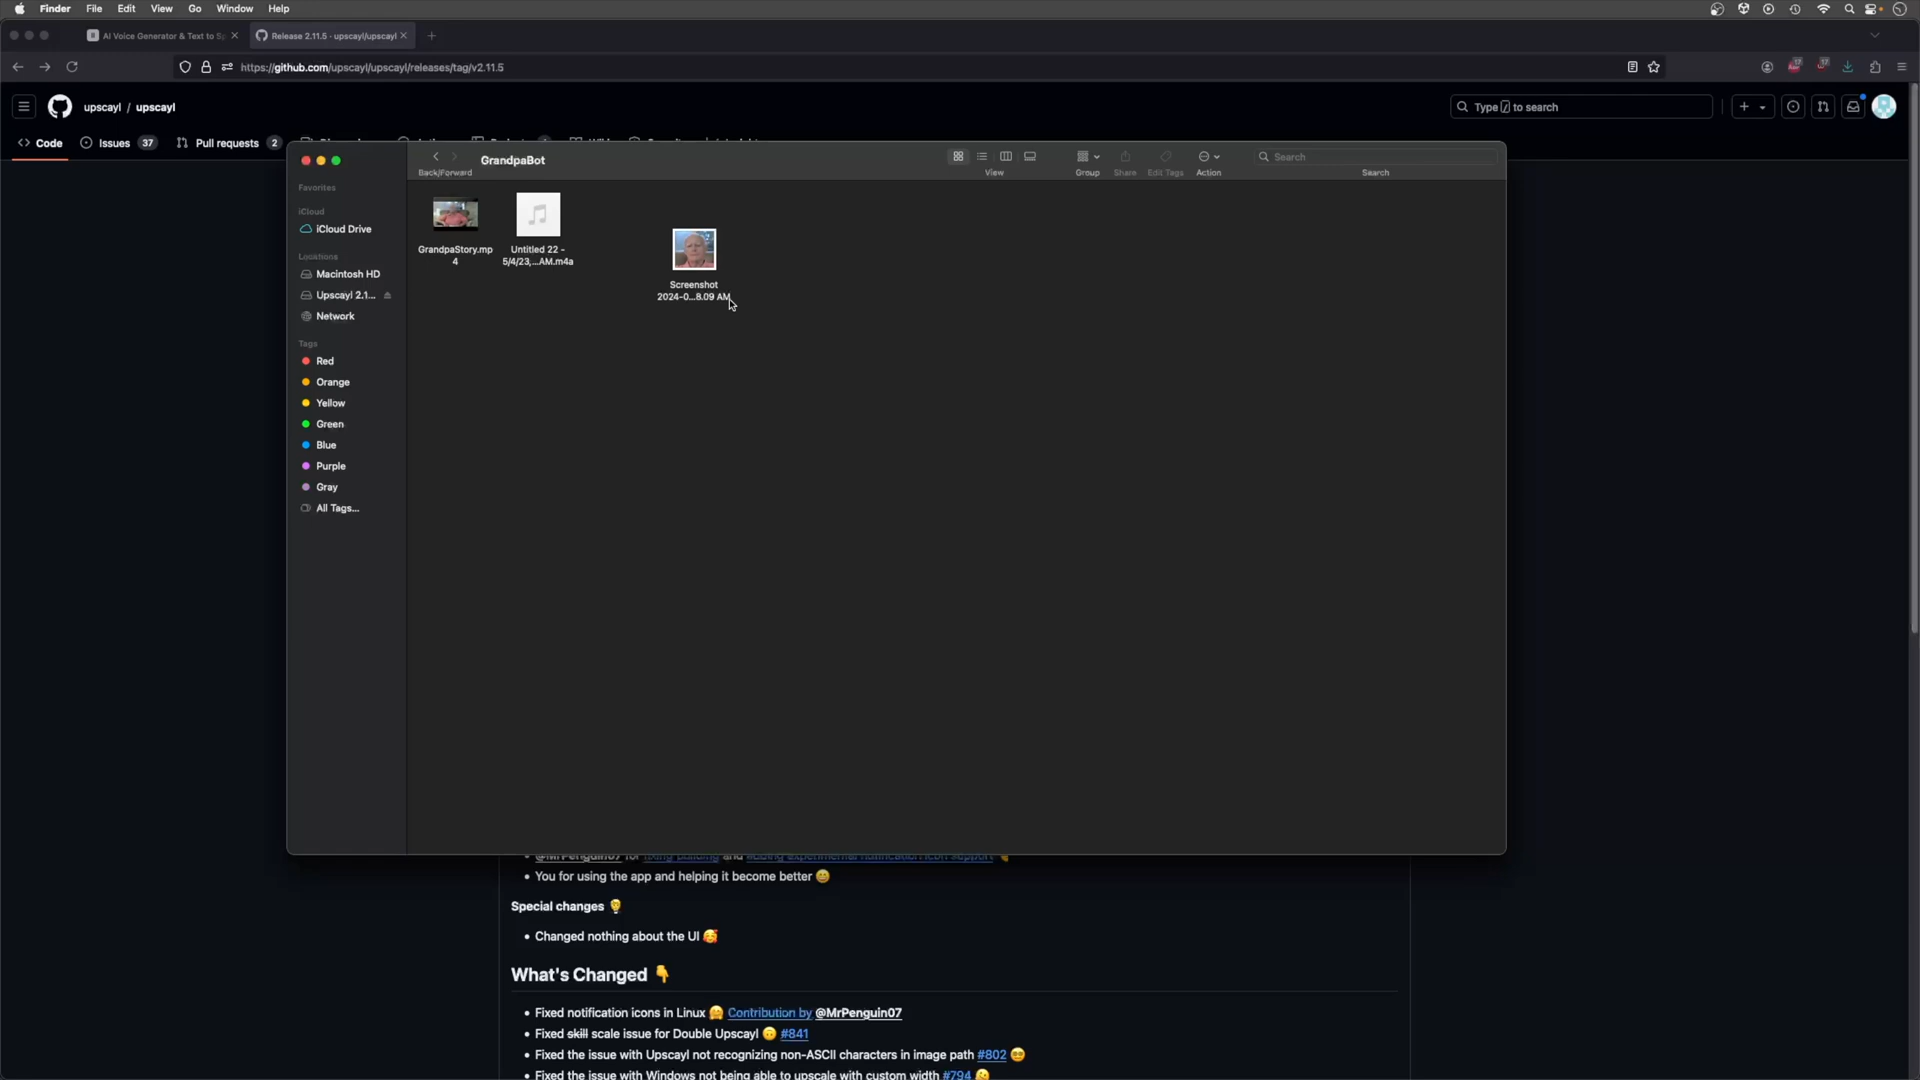 Finder File Edit View Go Window Help
AI Voice Generator & Text to Sp
Release 2.11.5 · upscayl/upscayl
https://github.com/upscayl/upscayl/releases/tag/v2.11.5
upscayl / upscayl
Type / to search
Code
Issues 37
Pull requests 2
Back/Forward
GrandpaBot
View
Group
Share
Edit Tags
Action
Search
Search
Favorites
iCloud
iCloud Drive
Locations
Macintosh HD
Upscayl 2.1...
Network
Tags
Red
Orange
Yellow
Green
Blue
Purple
Gray
All Tags...
GrandpaStory.mp
4
Untitled 22 -
5/4/23,...AM.m4a
Screenshot
2024-0...8.09 AM
• You for using the app and helping it become better 😄
Special changes
• Changed nothing about the UI 🥰
What's Changed 👇
• Fixed notification icons in Linux 🤗 Contribution by @MrPenguin07
• Fixed skill scale issue for Double Upscayl 🙃 #841
• Fixed the issue with Upscayl not recognizing non-ASCII characters in image path #802
• Fixed the issue with Windows not being able to upscale with custom width #794